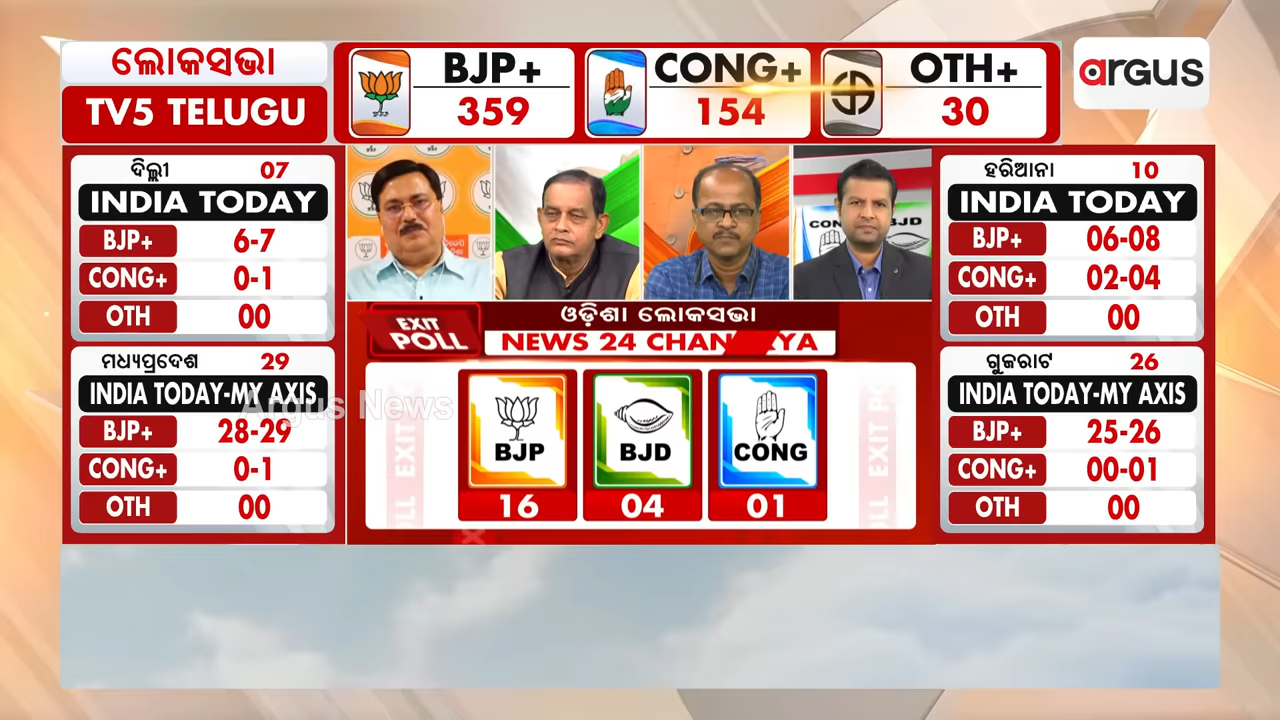 ଲୋକସଭା
TV5 TELUGU
BJP+
359
CONG+
154
OTH+
30
argus
ଦିଲ୍ଲୀ 07
INDIA TODAY
BJP+ 6-7
CONG+ 0-1
OTH 00
ମଧ୍ୟପ୍ରଦେଶ 29
INDIA TODAY-MY AXIS
BJP+ 28-29
CONG+ 0-1
OTH 00
CON BJD
EXIT POLL
ଓଡ଼ିଶା ଲୋକସଭା
NEWS 24
Argus News
BJP
16
BJD
04
CONG
01
ହରିଆନା 10
INDIA TODAY
BJP+ 06-08
CONG+ 02-04
OTH 00
ଗୁଜରାଟ 26
INDIA TODAY-MY AXIS
BJP+ 25-26
CONG+ 00-01
OTH 00